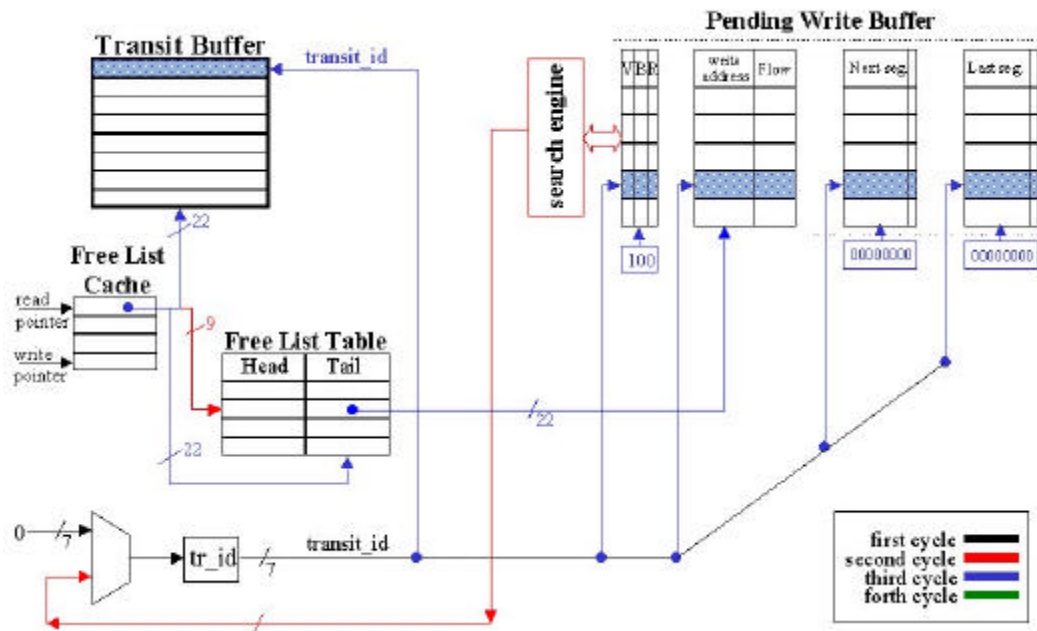 Pending Write Buffer
Transit Buffer
transit_id
V B R
write address
Flow
Next seg.
Last seg.
search engine
22
Free List Cache
100
00000000
00000000
read pointer
9
Free List Table
write pointer
Head
Tail
22
22
0
7
tr_id
7
transit_id
first cycle
second cycle
third cycle
forth cycle